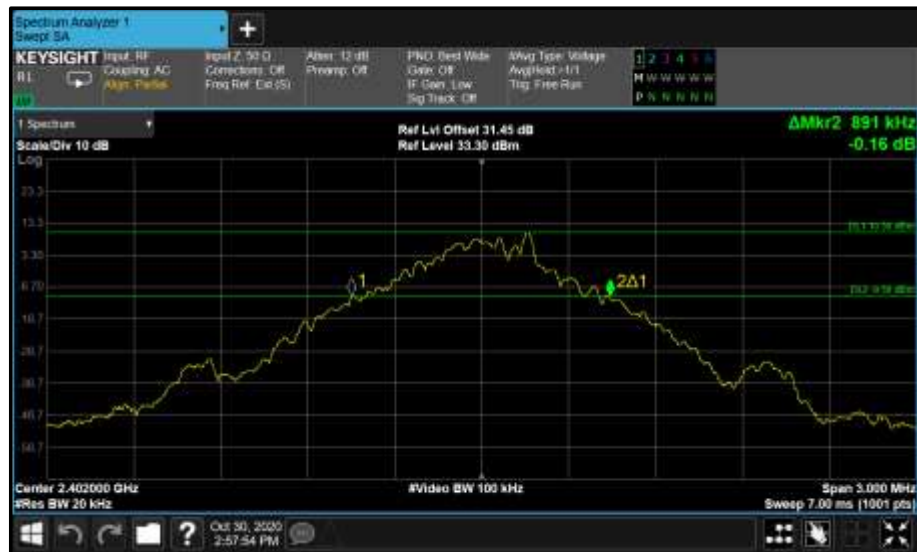 Spectrum Analyzer 1
Swept SA
+
KEYSIGHT
Input: RF
Coupling: AC
Align: Partial
Input Z: 50 Ω
Corrections: Off
Freq Ref: Ext (S)
Atten: 12 dB
Preamp: Off
PNO: Best Wide
Gate: Off
IF Gain: Low
Sig Track: Off
#Avg Type: Voltage
Avg|Hold: >1/1
Trig: Free Run
1 2 3 4 5 6
M W W W W W
P N N N N N
1 Spectrum
Scale/Div 10 dB
Ref Lvl Offset 31.45 dB
Ref Level 33.30 dBm
ΔMkr2 891 kHz
-0.16 dB
Log
23.3
13.3
3.30
-6.70
-16.7
-26.7
-36.7
-46.7
-56.7
1
2Δ1
Center 2.402000 GHz
#Res BW 20 kHz
#Video BW 100 kHz
Span 3.000 MHz
Sweep 7.00 ms (1001 pts)
?
Oct 30, 2020
2:57:54 PM